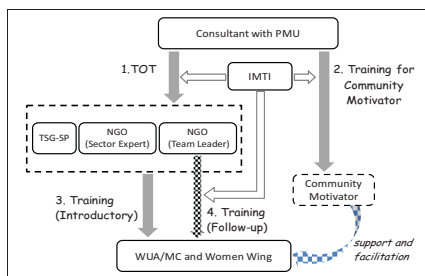 Consultant with PMU
1.TOT
IMTI
2. Training for
Community
Motivator
TSG-SP
NGO
(Sector Expert)
NGO
(Team Leader)
3. Training
(Introductory)
4. Training
(Follow-up)
Community
Motivator
support and
facilitation
WUA/MC and Women Wing